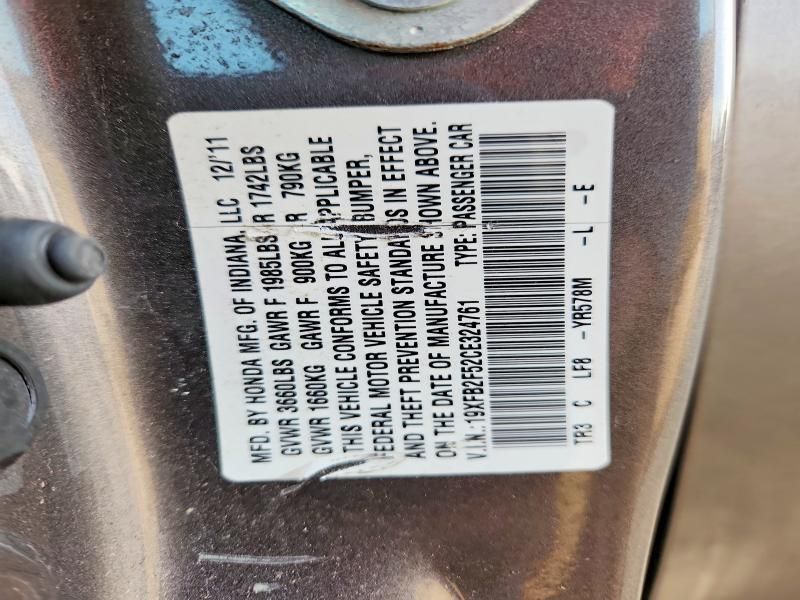 MFD. BY HONDA MFG. OF INDIANA, LLC 12/'11
GVWR 3660LBS GAWR F 1985LBS R 1742LBS
GVWR 1660KG GAWR F 900KG R 790KG
THIS VEHICLE CONFORMS TO ALL APPLICABLE
FEDERAL MOTOR VEHICLE SAFETY, BUMPER,
AND THEFT PREVENTION STANDARDS IN EFFECT
ON THE DATE OF MANUFACTURE SHOWN ABOVE.
V.I.N.:19XFB2F52CE324761 TYPE: PASSENGER CAR
TR3 C LF8 -YR578M -L -E